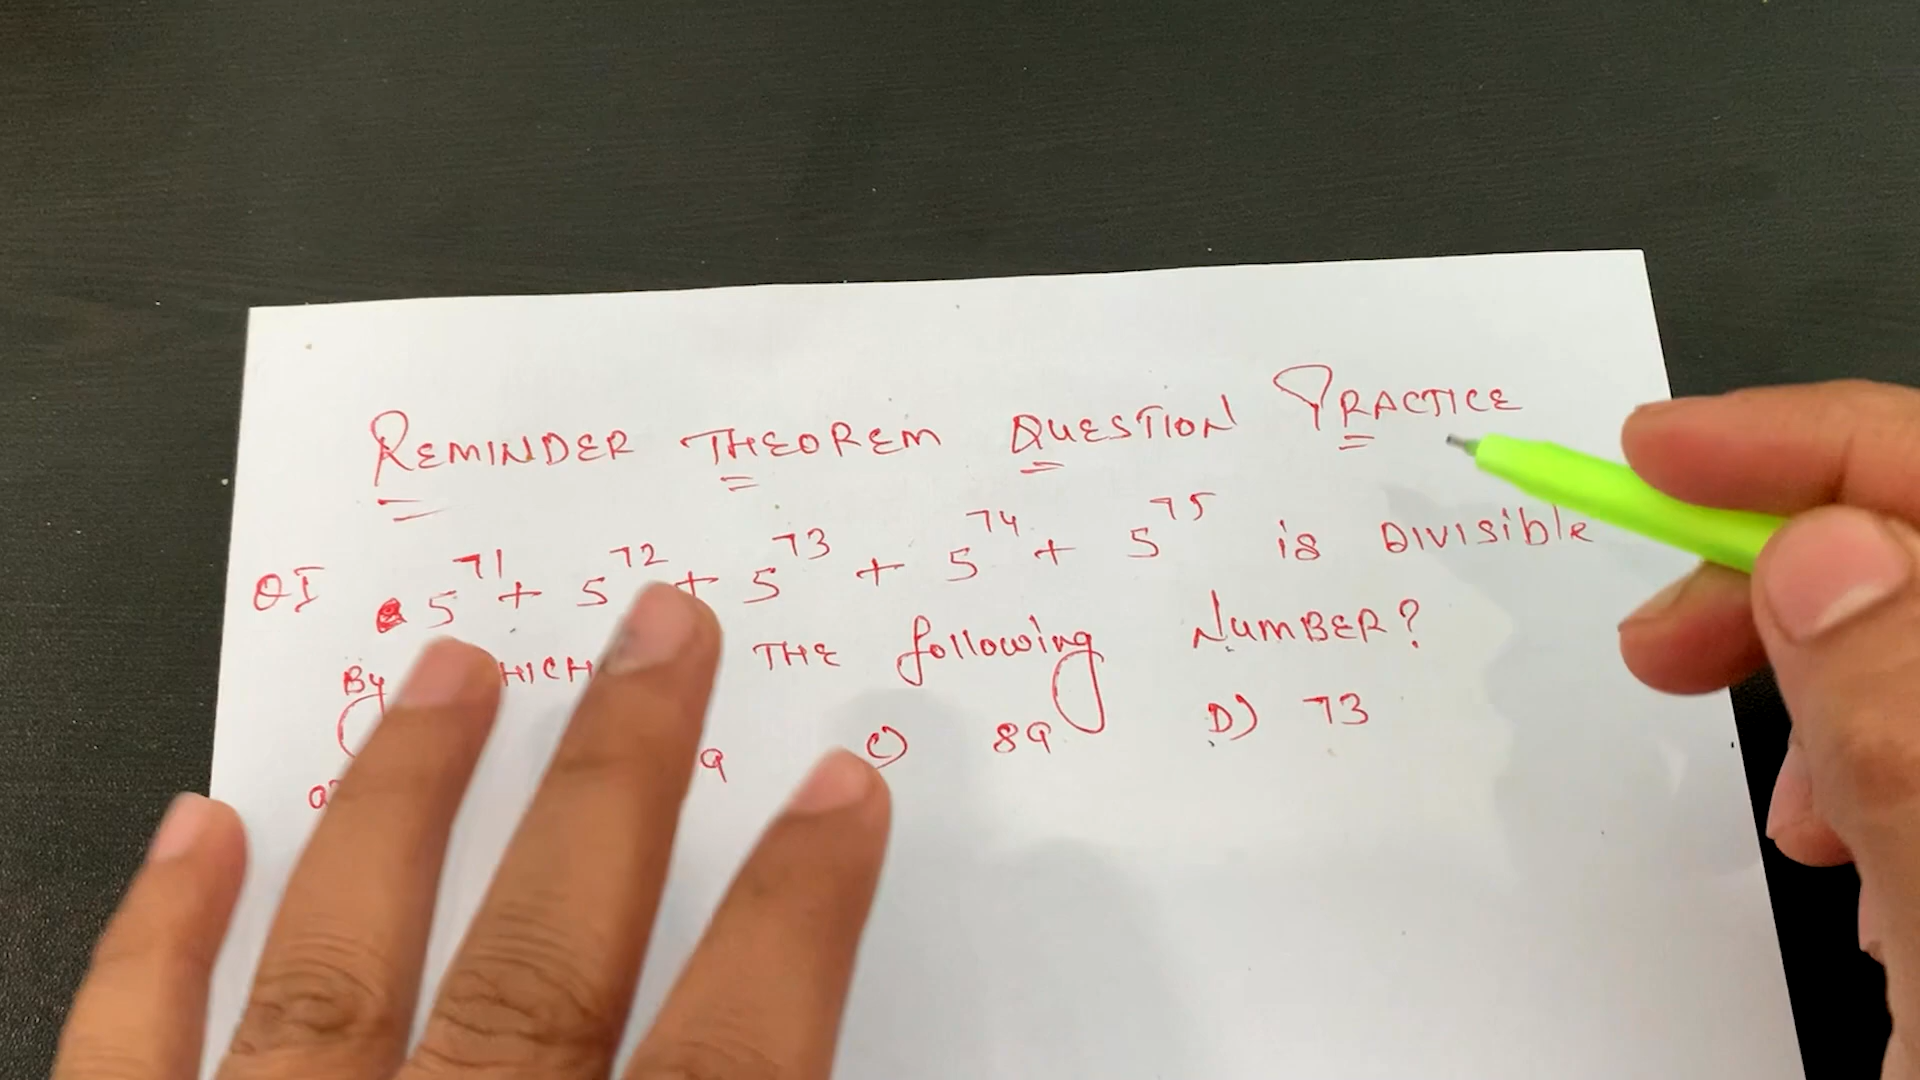 REMINDER THEOREM QUESTION PRACTICE
QI 5^71 + 5^72 + 5^73 + 5^74 + 5^75 is DIVISIBLE
By THE following NUMBER?
a) 9 c) 89 D) 73